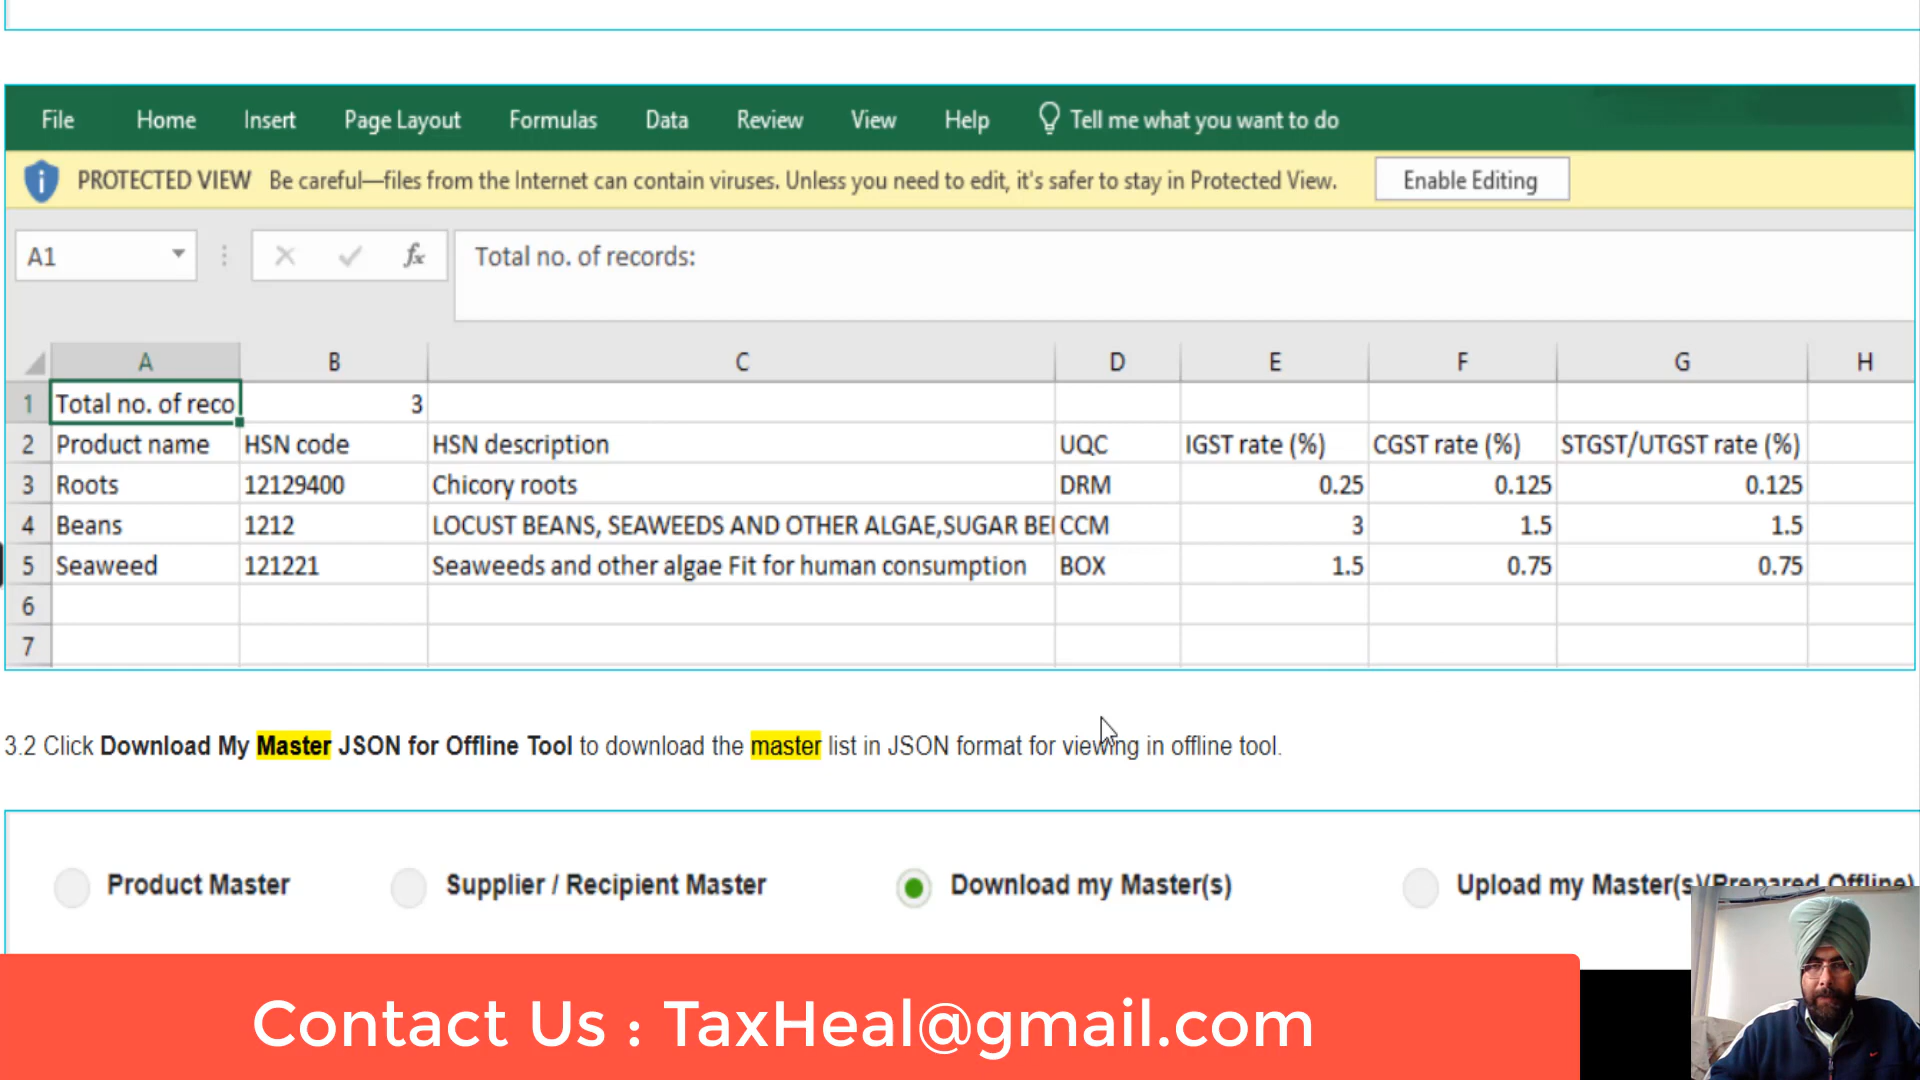 File Home Insert Page Layout Formulas Data Review View Help Tell me what you want to do
PROTECTED VIEW Be careful—files from the Internet can contain viruses. Unless you need to edit, it's safer to stay in Protected View. Enable Editing
A1 fx Total no. of records:
A B C D E F G H
1 Total no. of reco 3
2 Product name HSN code HSN description UQC IGST rate (%) CGST rate (%) STGST/UTGST rate (%)
3 Roots 12129400 Chicory roots DRM 0.25 0.125 0.125
4 Beans 1212 LOCUST BEANS, SEAWEEDS AND OTHER ALGAE,SUGAR BEI CCM 3 1.5 1.5
5 Seaweed 121221 Seaweeds and other algae Fit for human consumption BOX 1.5 0.75 0.75
6
7
3.2 Click Download My Master JSON for Offline Tool to download the master list in JSON format for viewing in offline tool.
Product Master Supplier / Recipient Master Download my Master(s) Upload my Master(s)(Prepared Offline)
Contact Us : TaxHeal@gmail.com